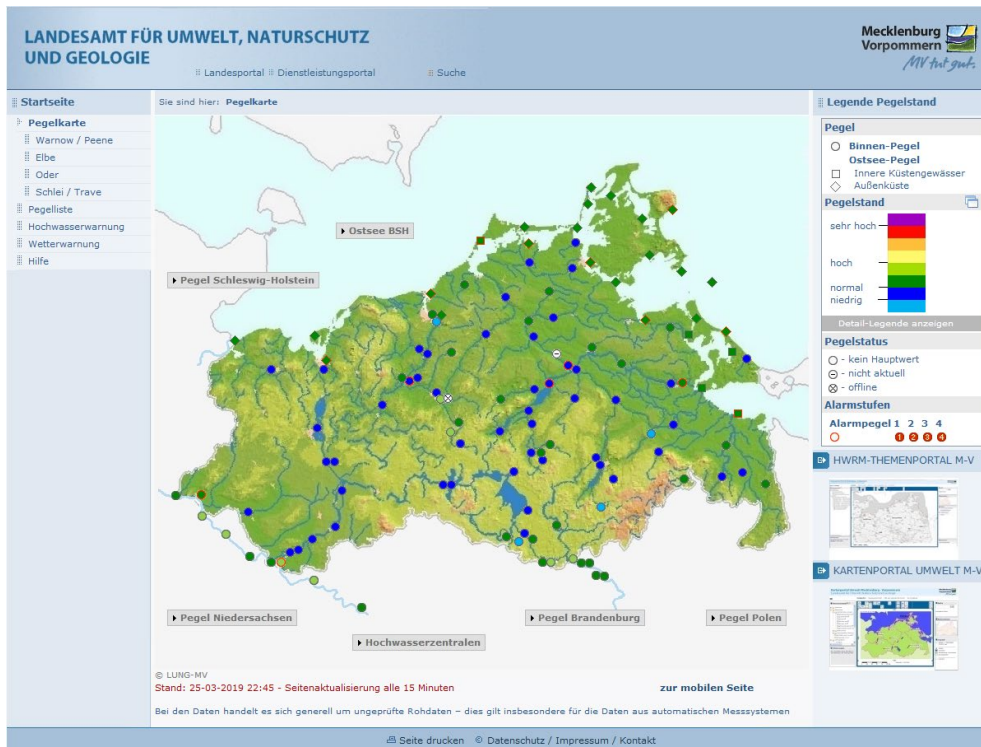 LANDESAMT FÜR UMWELT, NATURSCHUTZ
UND GEOLOGIE
Landesportal
Dienstleistungsportal
Suche
Mecklenburg
Vorpommern
MV tut gut.
Startseite
Pegelkarte
Warnow / Peene
Elbe
Oder
Schlei / Trave
Pegelliste
Hochwasserwarnung
Wetterwarnung
Hilfe
Sie sind hier: Pegelkarte
Ostsee BSH
Pegel Schleswig-Holstein
Pegel Niedersachsen
Pegel Brandenburg
Pegel Polen
Hochwasserzentralen
© LUNG-MV
Stand: 25-03-2019 22:45 - Seitenaktualisierung alle 15 Minuten
zur mobilen Seite
Bei den Daten handelt es sich generell um ungeprüfte Rohdaten – dies gilt insbesondere für die Daten aus automatischen Messsystemen
Legende Pegelstand
Pegel
Binnen-Pegel
Ostsee-Pegel
Innere Küstengewässer
Außenküste
Pegelstand
sehr hoch
hoch
normal
niedrig
Detail-Legende anzeigen
Pegelstatus
- kein Hauptwert
- nicht aktuell
- offline
Alarmstufen
Alarmpegel 1 2 3 4
1 2 3 4
HWRM-THEMENPORTAL M-V
KARTENPORTAL UMWELT M-V
Seite drucken © Datenschutz / Impressum / Kontakt